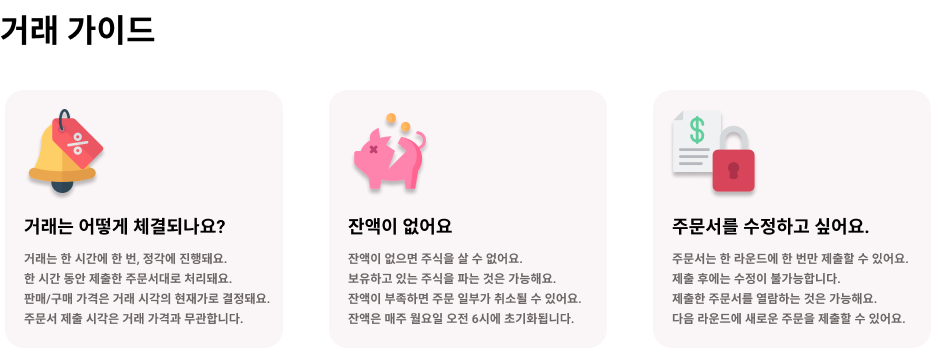 거래 가이드
%
거래는 어떻게 체결되나요?
거래는 한 시간에 한 번, 정각에 진행돼요.
한 시간 동안 제출한 주문서대로 처리돼요.
판매/구매 가격은 거래 시각의 현재가로 결정돼요.
주문서 제출 시각은 거래 가격과 무관합니다.
잔액이 없어요
잔액이 없으면 주식을 살 수 없어요.
보유하고 있는 주식을 파는 것은 가능해요.
잔액이 부족하면 주문 일부가 취소될 수 있어요.
잔액은 매주 월요일 오전 6시에 초기화됩니다.
$
주문서를 수정하고 싶어요.
주문서는 한 라운드에 한 번만 제출할 수 있어요.
제출 후에는 수정이 불가능합니다.
제출한 주문서를 열람하는 것은 가능해요.
다음 라운드에 새로운 주문을 제출할 수 있어요.